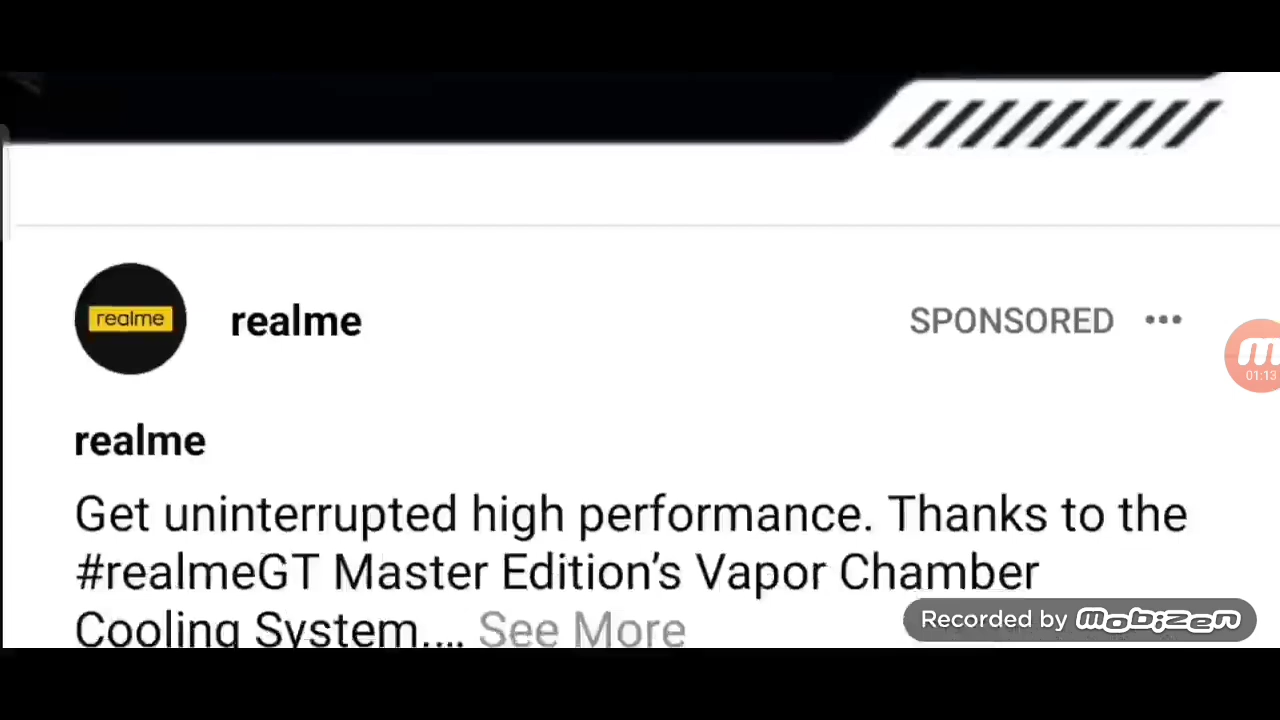 realme
realme
SPONSORED
01:13
realme
Get uninterrupted high performance. Thanks to the
#realmeGT Master Edition’s Vapor Chamber
Cooling System.... See More
Recorded by mobizen